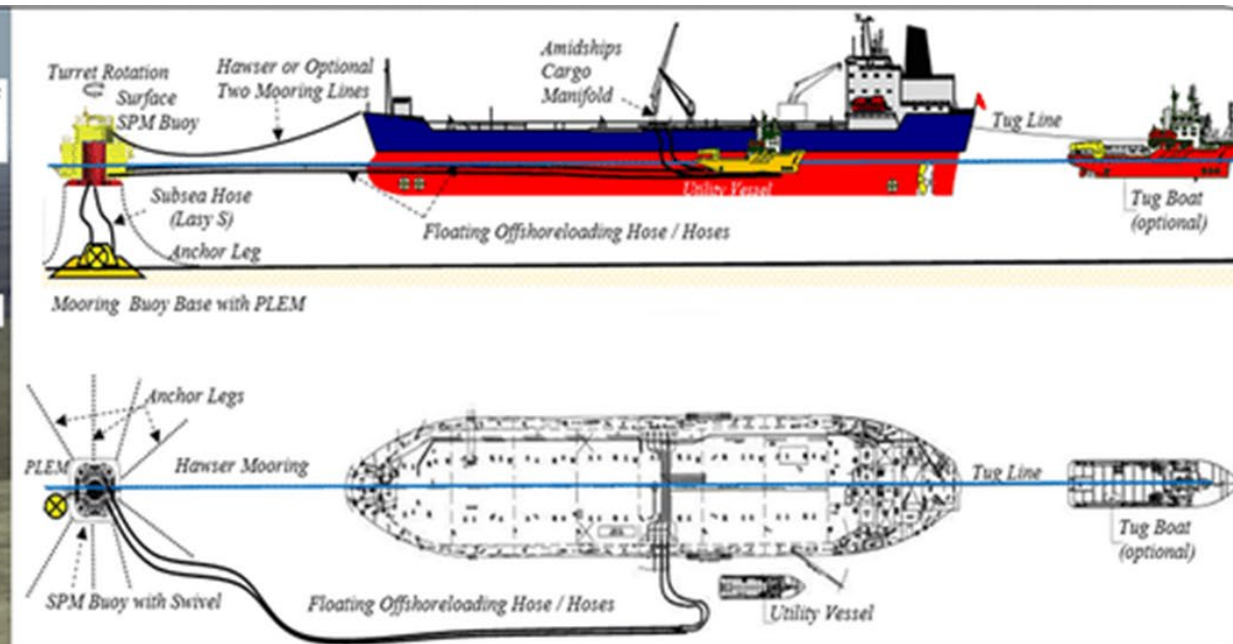 Turret Rotation
Surface
SPM Buoy
Hawser or Optional
Two Mooring Lines
Amidships
Cargo
Manifold
Tug Line
Subsea Hose
(Lasy S)
Utility Vessel
Tug Boat
(optional)
Floating Offshoreloading Hose / Hoses
Anchor Leg
Mooring Buoy Base with PLEM
Anchor Legs
PLEM
Hawser Mooring
Tug Line
Tug Boat
(optional)
SPM Buoy with Swivel
Floating Offshoreloading Hose / Hoses
Utility Vessel